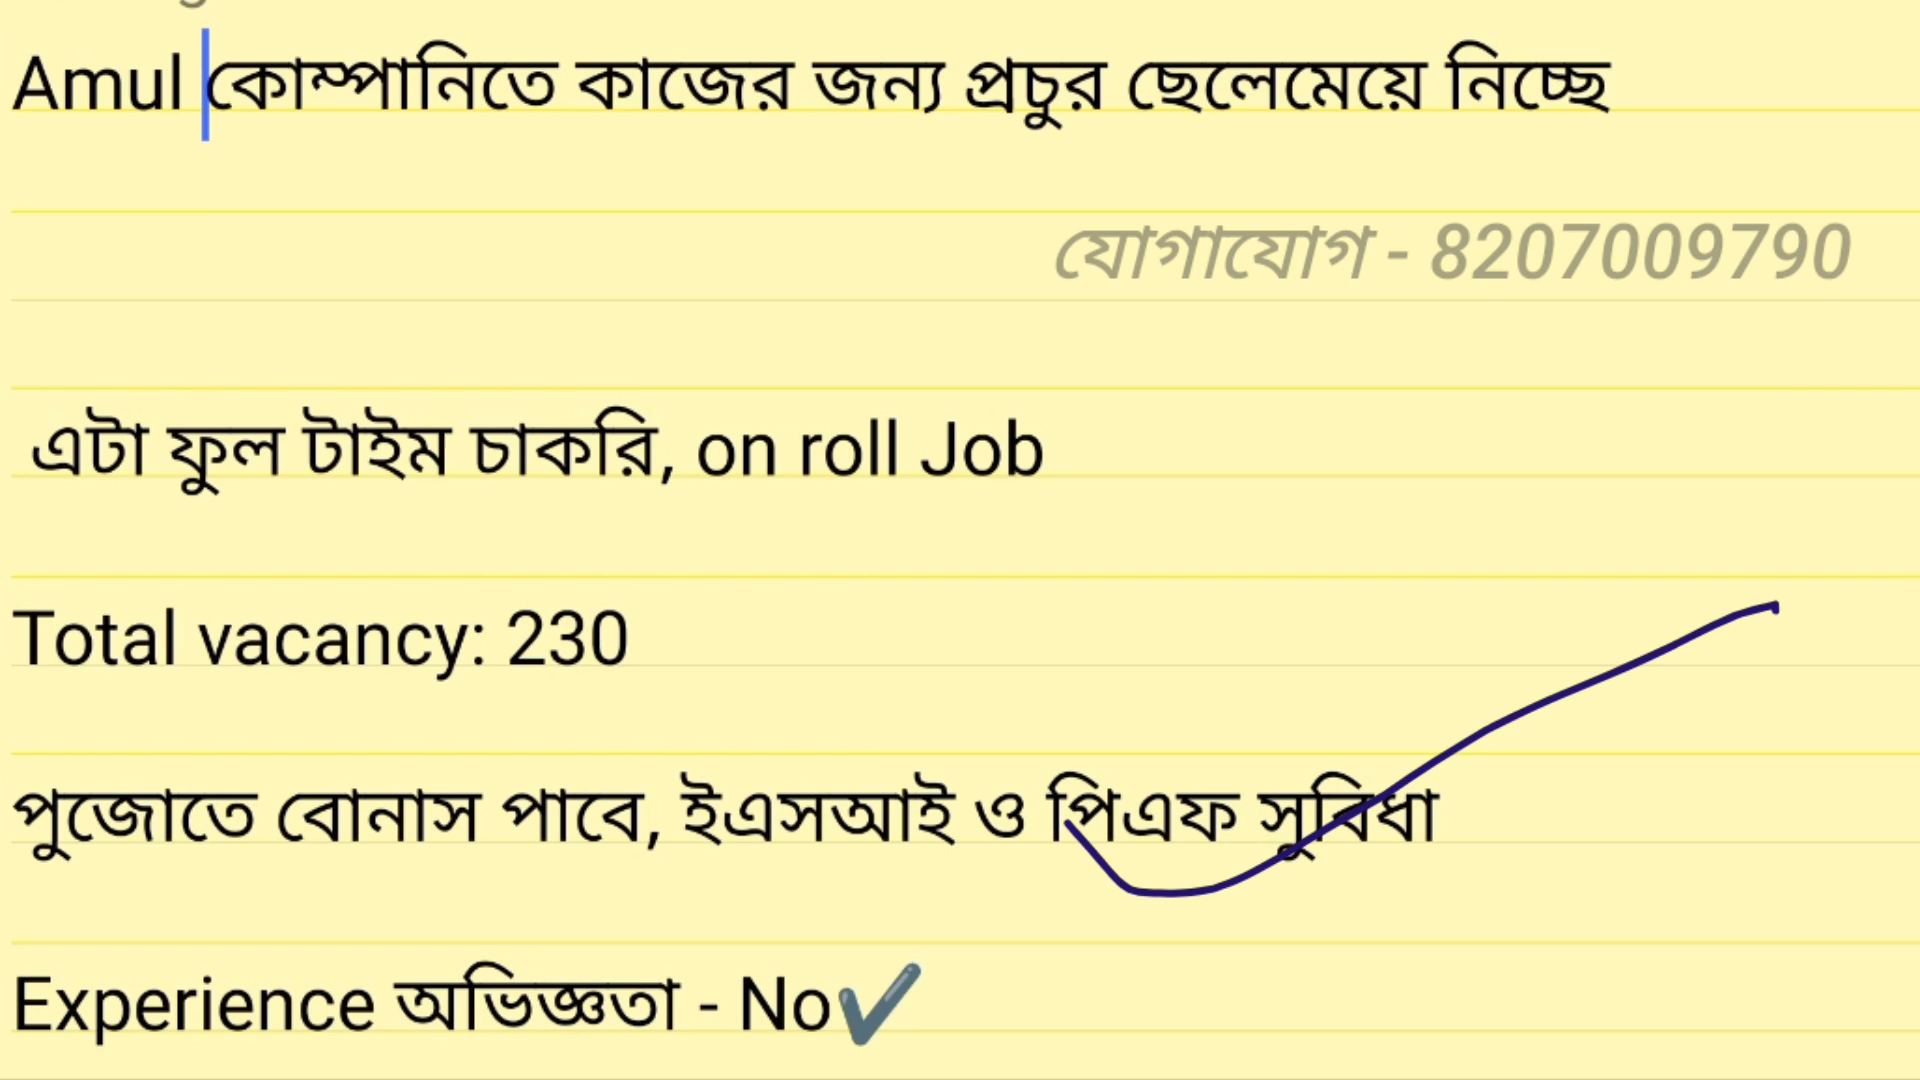 Amul কোম্পানিতে কাজের জন্য প্রচুর ছেলেমেয়ে নিচ্ছে
যোগাযোগ - 8207009790
এটা ফুল টাইম চাকরি, on roll Job
Total vacancy: 230
পুজোতে বোনাস পাবে, ইএসআই ও পিএফ সুবিধা
Experience অভিজ্ঞতা - No✔️